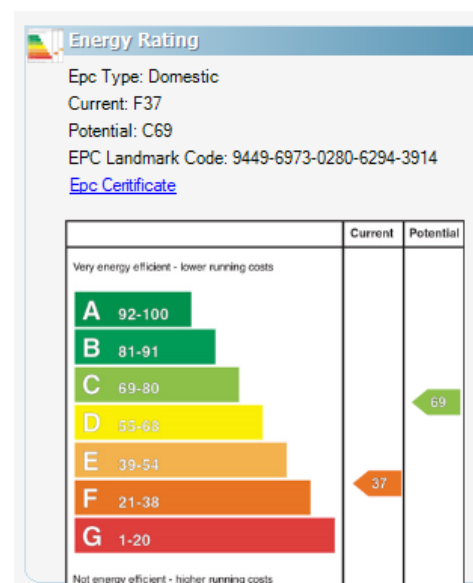 Energy Rating
Epc Type: Domestic
Current: F37
Potential: C69
EPC Landmark Code: 9449-6973-0280-6294-3914
Epc Ceritificate
Current Potential
Very energy efficient - lower running costs
A 92-100
B 81-91
C 69-80
69
D 55-68
E 39-54
37
F 21-38
G 1-20
Not energy efficient - higher running costs